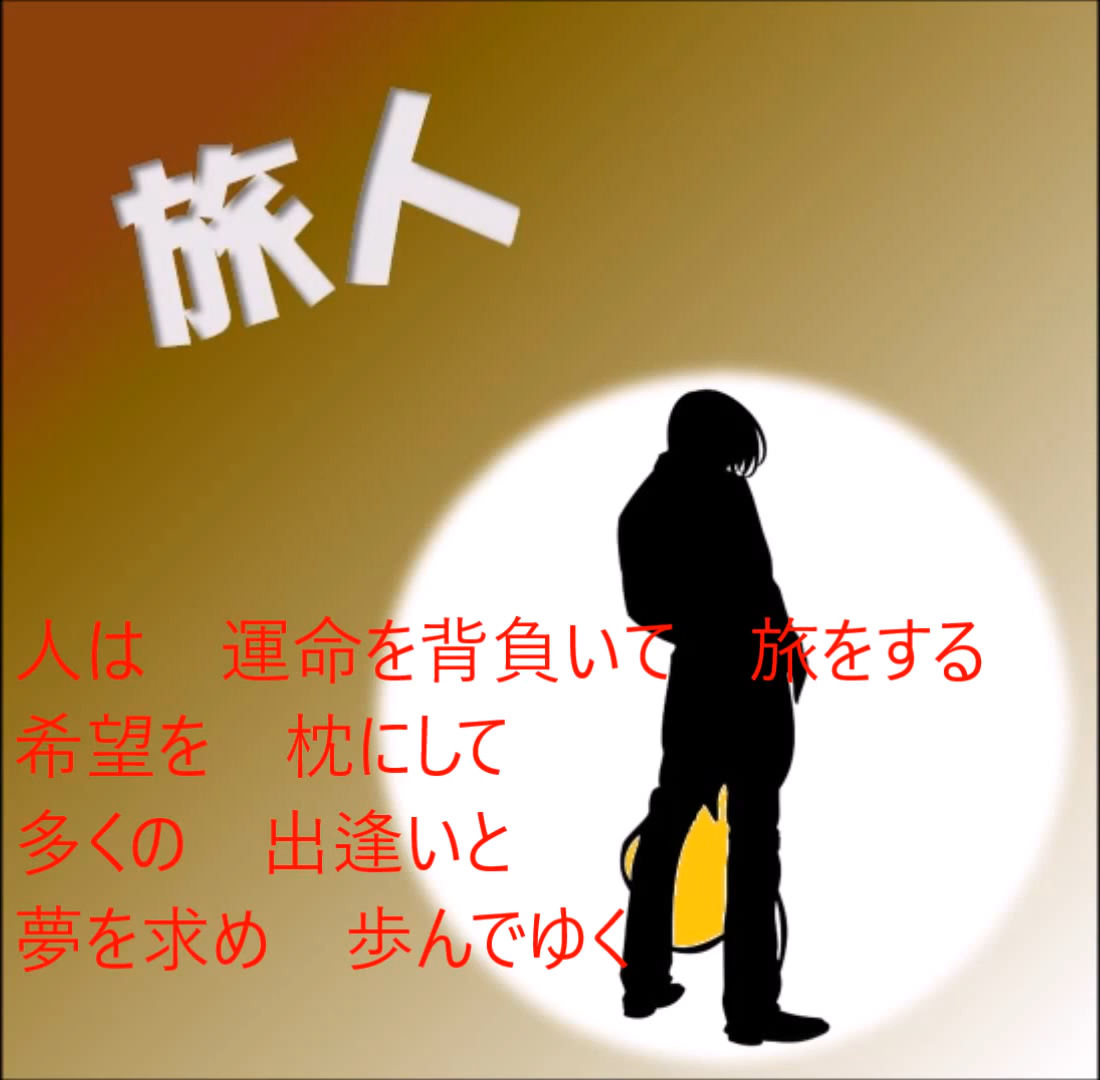 旅人
人は　運命を背負いて　旅をする
希望を　枕にして
多くの　出逢いと
夢を求め　歩んでゆく